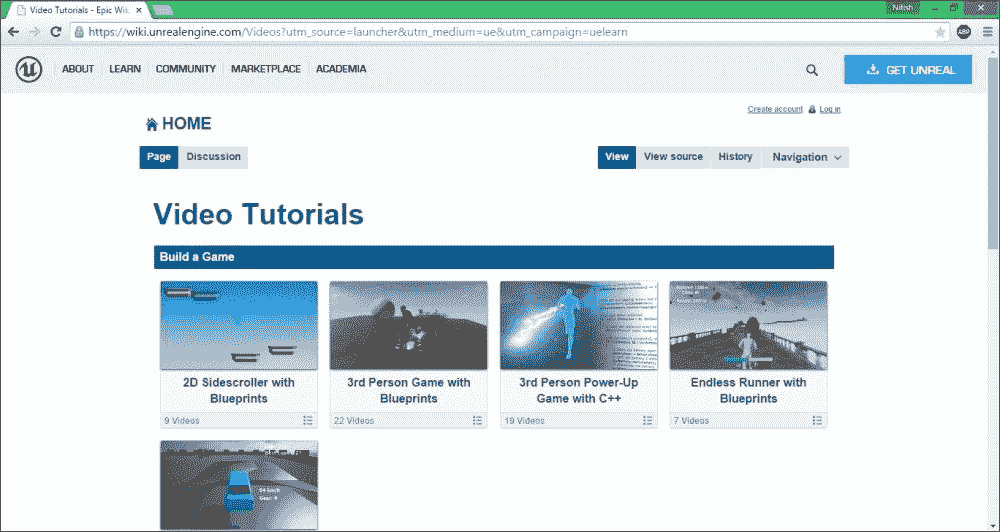 Video Tutorials - Epic Wi
Nitish
https://wiki.unrealengine.com/Videos?utm_source=launcher&utm_medium=ue&utm_campaign=uelearn
ABP
ABOUT LEARN COMMUNITY MARKETPLACE ACADEMIA
GET UNREAL
Create account Log in
HOME
Page Discussion
View View source History Navigation
Video Tutorials
Build a Game
2D Sidescroller with Blueprints
9 Videos
3rd Person Game with Blueprints
22 Videos
3rd Person Power-Up Game with C++
19 Videos
Endless Runner with Blueprints
7 Videos